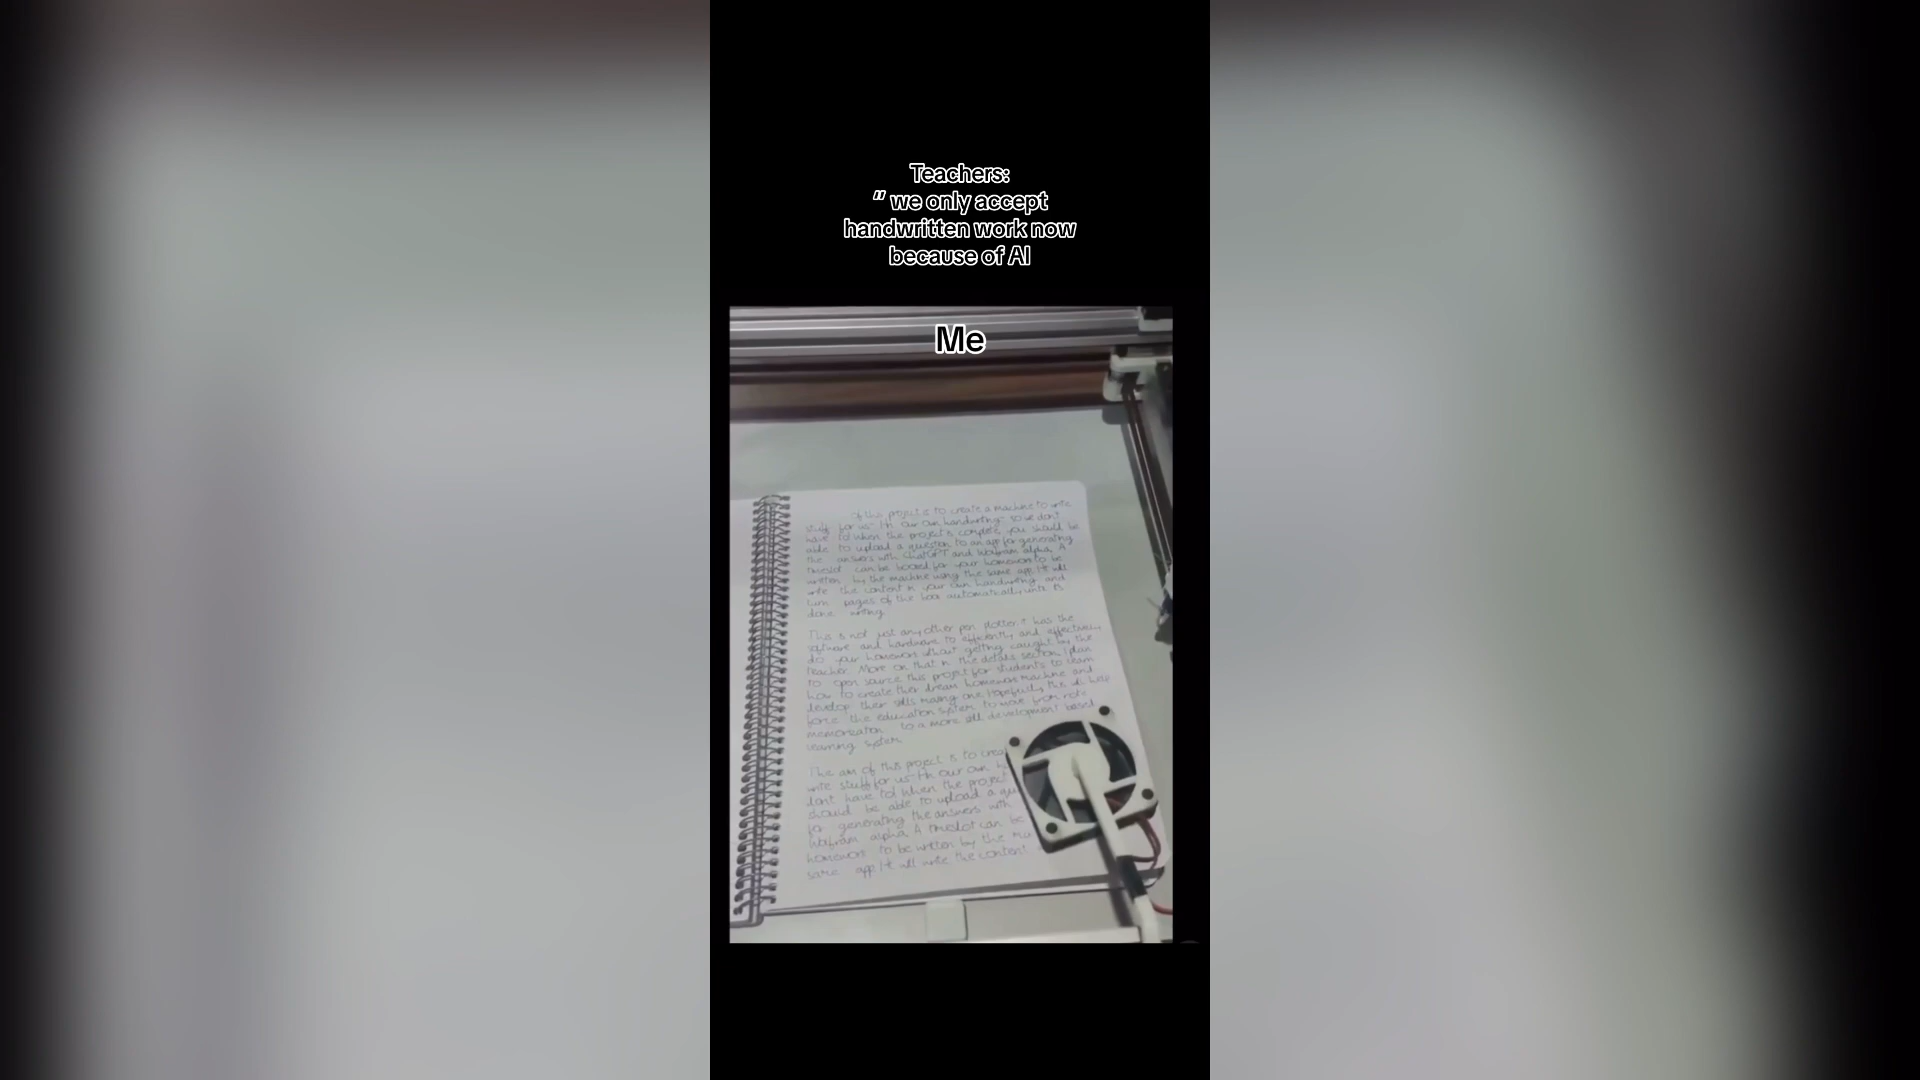 Teachers:
" we only accept
handwritten work now
because of AI
Me
of this project is to create a machine to write
stuff for us-(in our own handwriting- so we don't
have to) when the project is complete, you should be
able to upload a question to an app for generating
the answers with ChatGPT and Wolfram alpha. A
timeslot can be booked for your homework to be
written by the machine using the same app. It will
write the content in your own handwriting and
turn pages of the book automatically until its
done writing.
This is not just any other pen plotter. It has the
software and hardware to efficiently and effectively
do your homework without getting caught by the
teacher. More on that in the details section. I plan
to open source this project for students to learn
how to create their dream homework machine and
develop their skills making one. Hopefully, this will help
force the education system to move from rote
memorization to a more skill development based
learning system
The aim of this project is to creat
write stuff for us-(in our own h
don't have to) when the project
should be able to upload a que
for generating the answers with
Wolfram alpha. A timeslot can be
homework to be written by the ma
same app. It will write the content